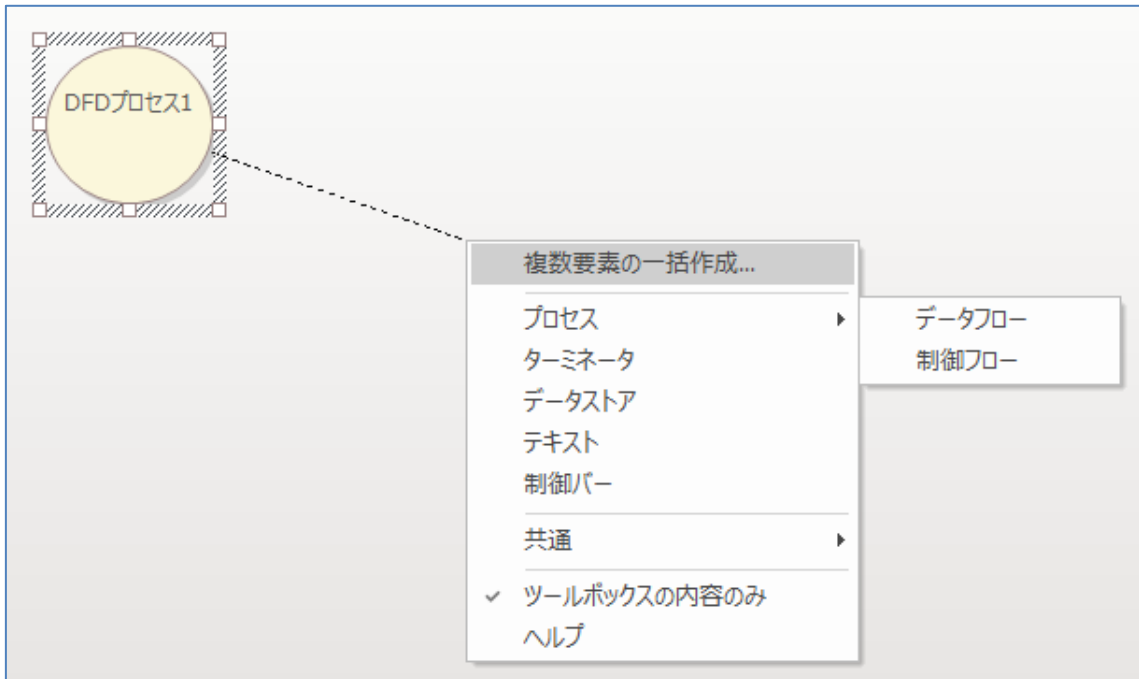 DFDプロセス1
複数要素の一括作成...
プロセス
データフロー
ターミネータ
制御フロー
データストア
テキスト
制御バー
共通
ツールボックスの内容のみ
ヘルプ